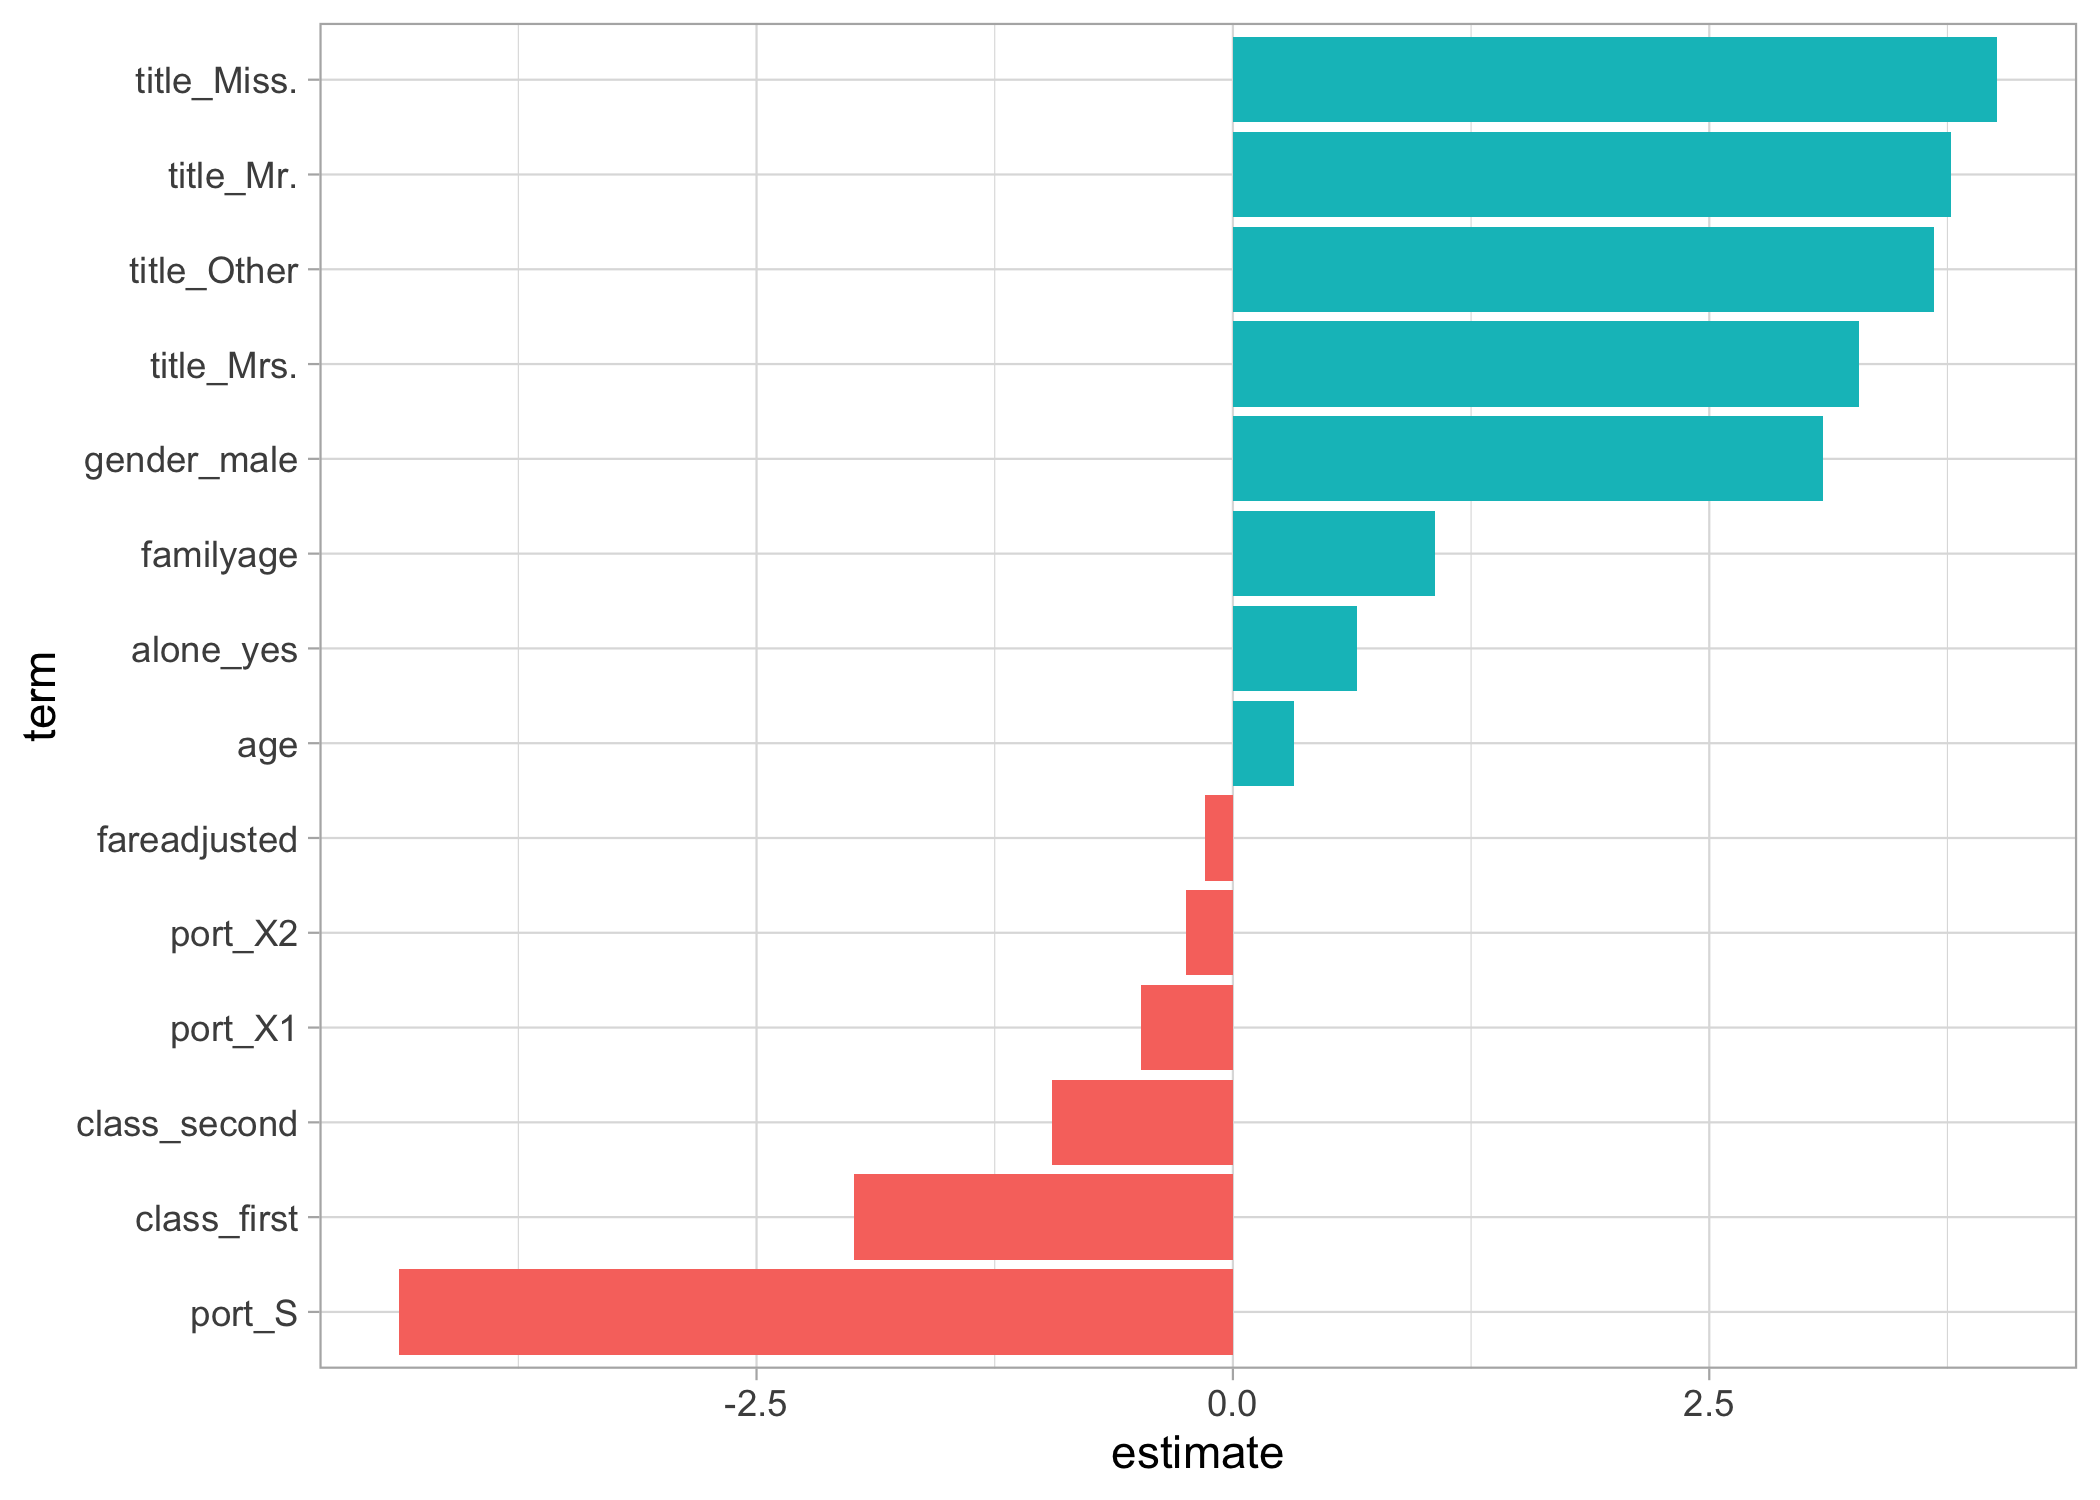 title_Miss.
title_Mr.
title_Other
title_Mrs.
gender_male
familyage
alone_yes
age
fareadjusted
port_X2
port_X1
class_second
class_first
port_S
term
-2.5 0.0 2.5
estimate